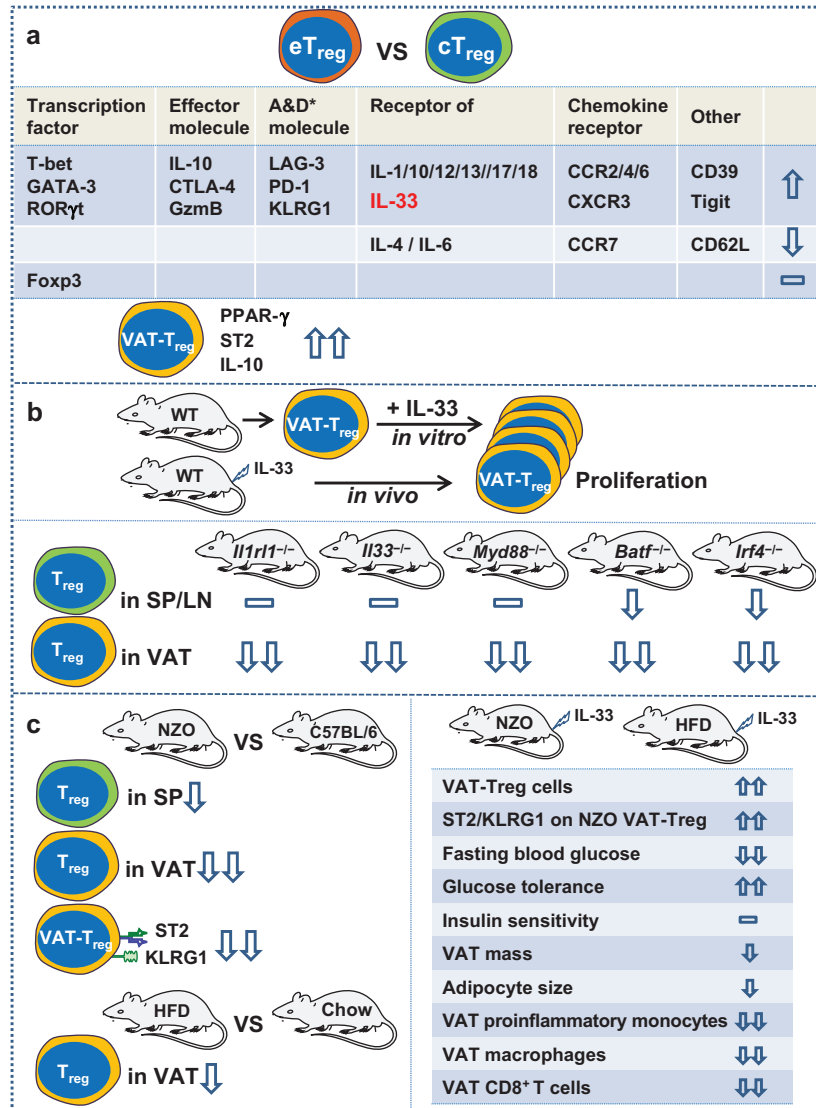 a
eTreg VS cTreg
Transcription factor
Effector molecule
A&D* molecule
Receptor of
Chemokine receptor
Other
T-bet
GATA-3
RORγt
IL-10
CTLA-4
GzmB
LAG-3
PD-1
KLRG1
IL-1/10/12/13//17/18
IL-33
CCR2/4/6
CXCR3
CD39
Tigit
IL-4 / IL-6
CCR7
CD62L
Foxp3
VAT-Treg
PPAR-γ
ST2
IL-10
b
WT
VAT-Treg
+ IL-33
in vitro
WT
IL-33
in vivo
VAT-Treg
Proliferation
Il1rl1–/–
Il33–/–
Myd88–/–
Batf–/–
Irf4–/–
Treg in SP/LN
Treg in VAT
c
NZO VS C57BL/6
Treg in SP
Treg in VAT
VAT-Treg
ST2
KLRG1
HFD VS Chow
Treg in VAT
NZO IL-33
HFD IL-33
VAT-Treg cells
ST2/KLRG1 on NZO VAT-Treg
Fasting blood glucose
Glucose tolerance
Insulin sensitivity
VAT mass
Adipocyte size
VAT proinflammatory monocytes
VAT macrophages
VAT CD8+ T cells